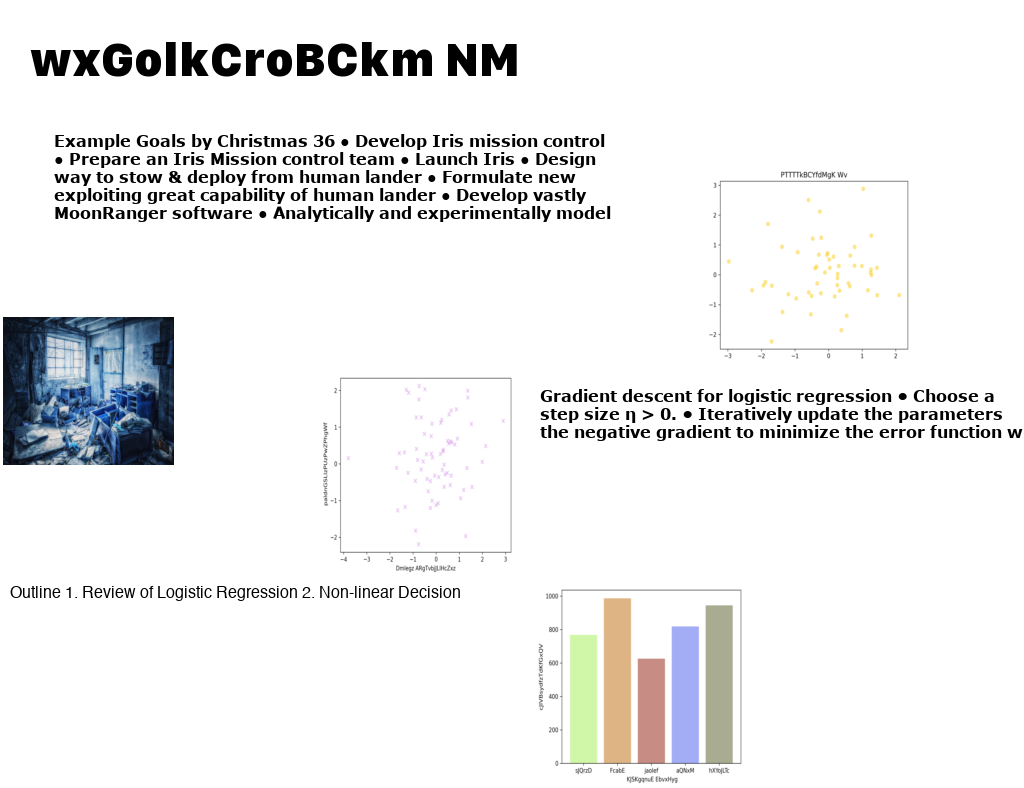 wxGolkCroBCkm NM
Example Goals by Christmas 36 ● Develop Iris mission control
● Prepare an Iris Mission control team ● Launch Iris ● Design
way to stow & deploy from human lander ● Formulate new
exploiting great capability of human lander ● Develop vastly
MoonRanger software ● Analytically and experimentally model
PTTTTkBCYfdMgK Wv
3
2
1
0
−1
−2
−3 −2 −1 0 1 2
2
1
0
−1
−2
−4 −3 −2 −1 0 1 2 3
Gradient descent for logistic regression ● Choose a
step size η > 0. ● Iteratively update the parameters
the negative gradient to minimize the error function w
Outline 1. Review of Logistic Regression 2. Non-linear Decision
1000
800
600
400
200
0
sJQrzD FcabE jaolef aQNxM hXYoJLTc
KJSKgqnuE EbvxHyg